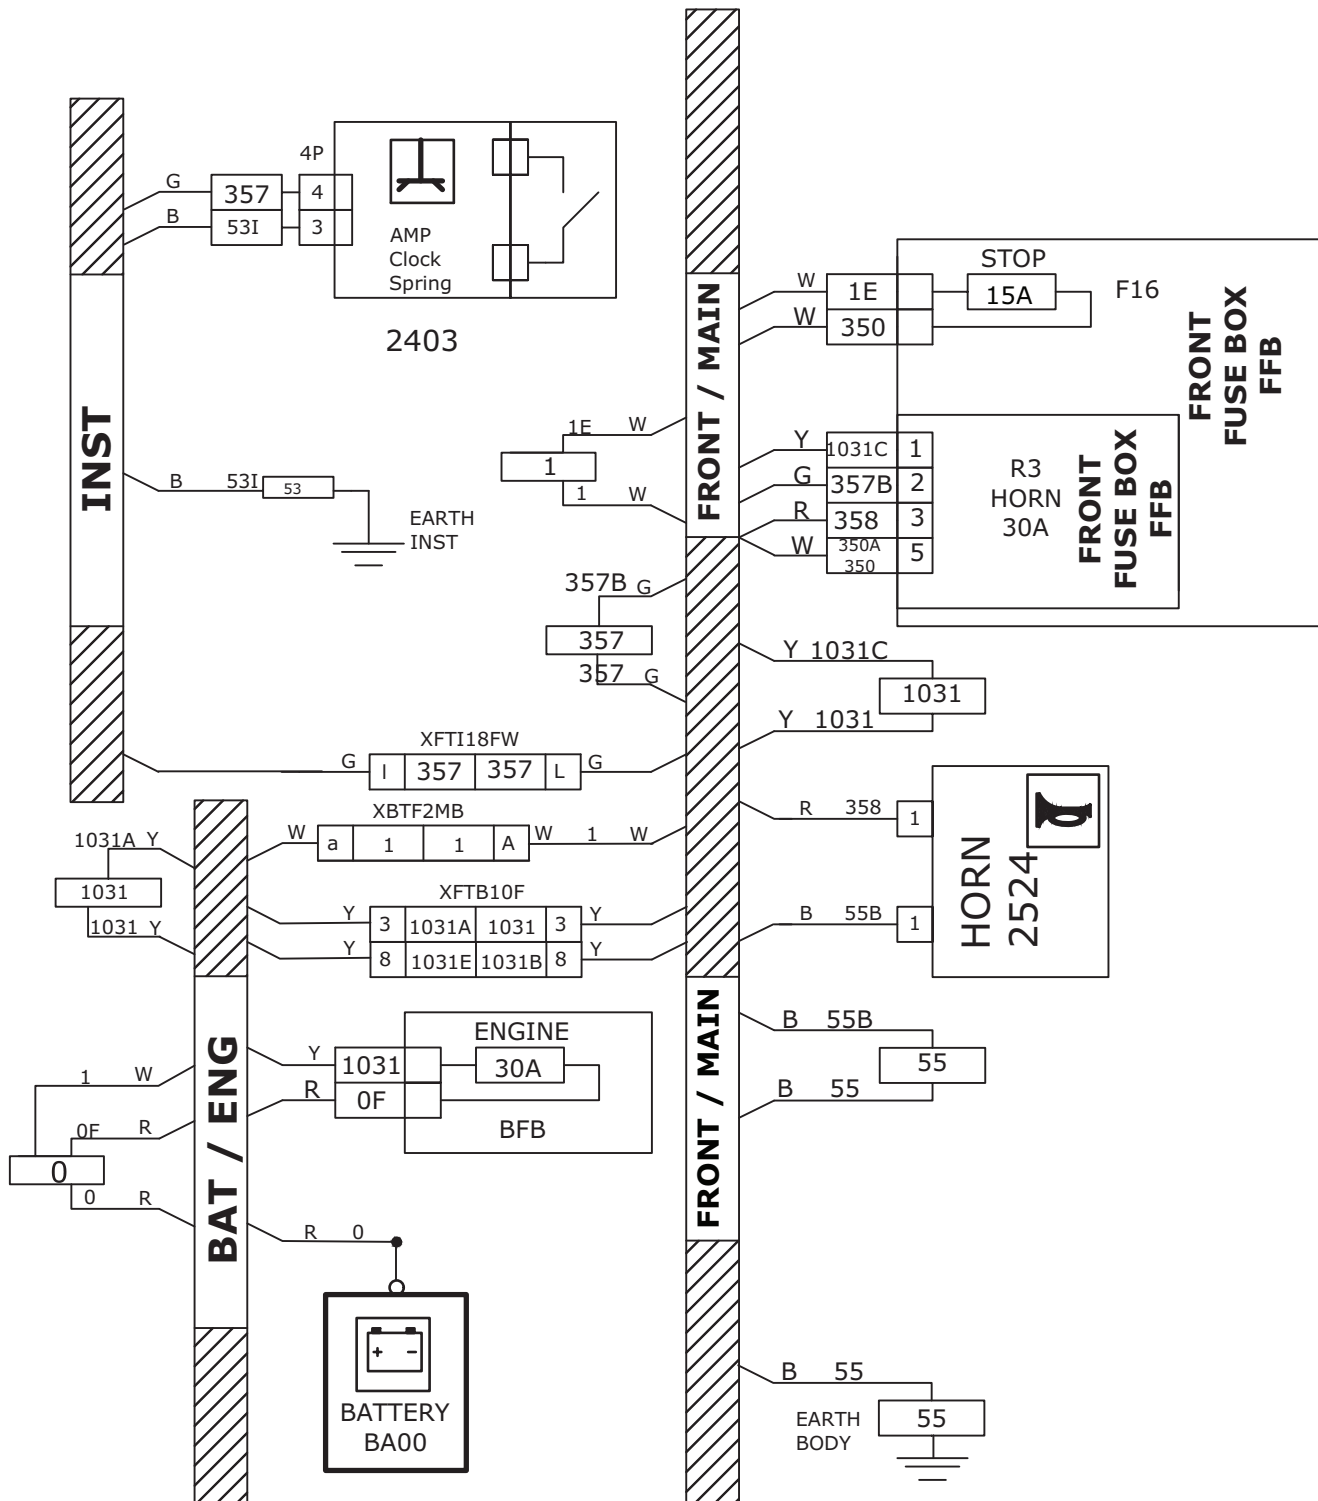 4P
G
357
4
B
53I
3
AMP
Clock
Spring
2403
INST
B
53I
53
EARTH
INST
FRONT / MAIN
W
1E
STOP
15A
F16
W
350
FRONT
FUSE BOX
FFB
1E
W
1
1
W
Y
1031C
1
G
357B
2
R
358
3
W
350A
350
5
R3
HORN
30A
FRONT
FUSE BOX
FFB
357B G
357
357 G
Y 1031C
1031
Y 1031
XFTI18FW
G
I
357
357
L
G
XBTF2MB
W
a
1
1
A
W
1
W
1031A Y
1031
1031 Y
XFTB10F
Y
3
1031A
1031
3
Y
Y
8
1031E
1031B
8
Y
R
358
1
B
55B
1
HORN
2524
BAT / ENG
Y
1031
R
0F
ENGINE
30A
BFB
1
W
0F
R
0
0
R
R
0
+
-
BATTERY
BA00
FRONT / MAIN
B 55B
55
B 55
B 55
55
EARTH
BODY